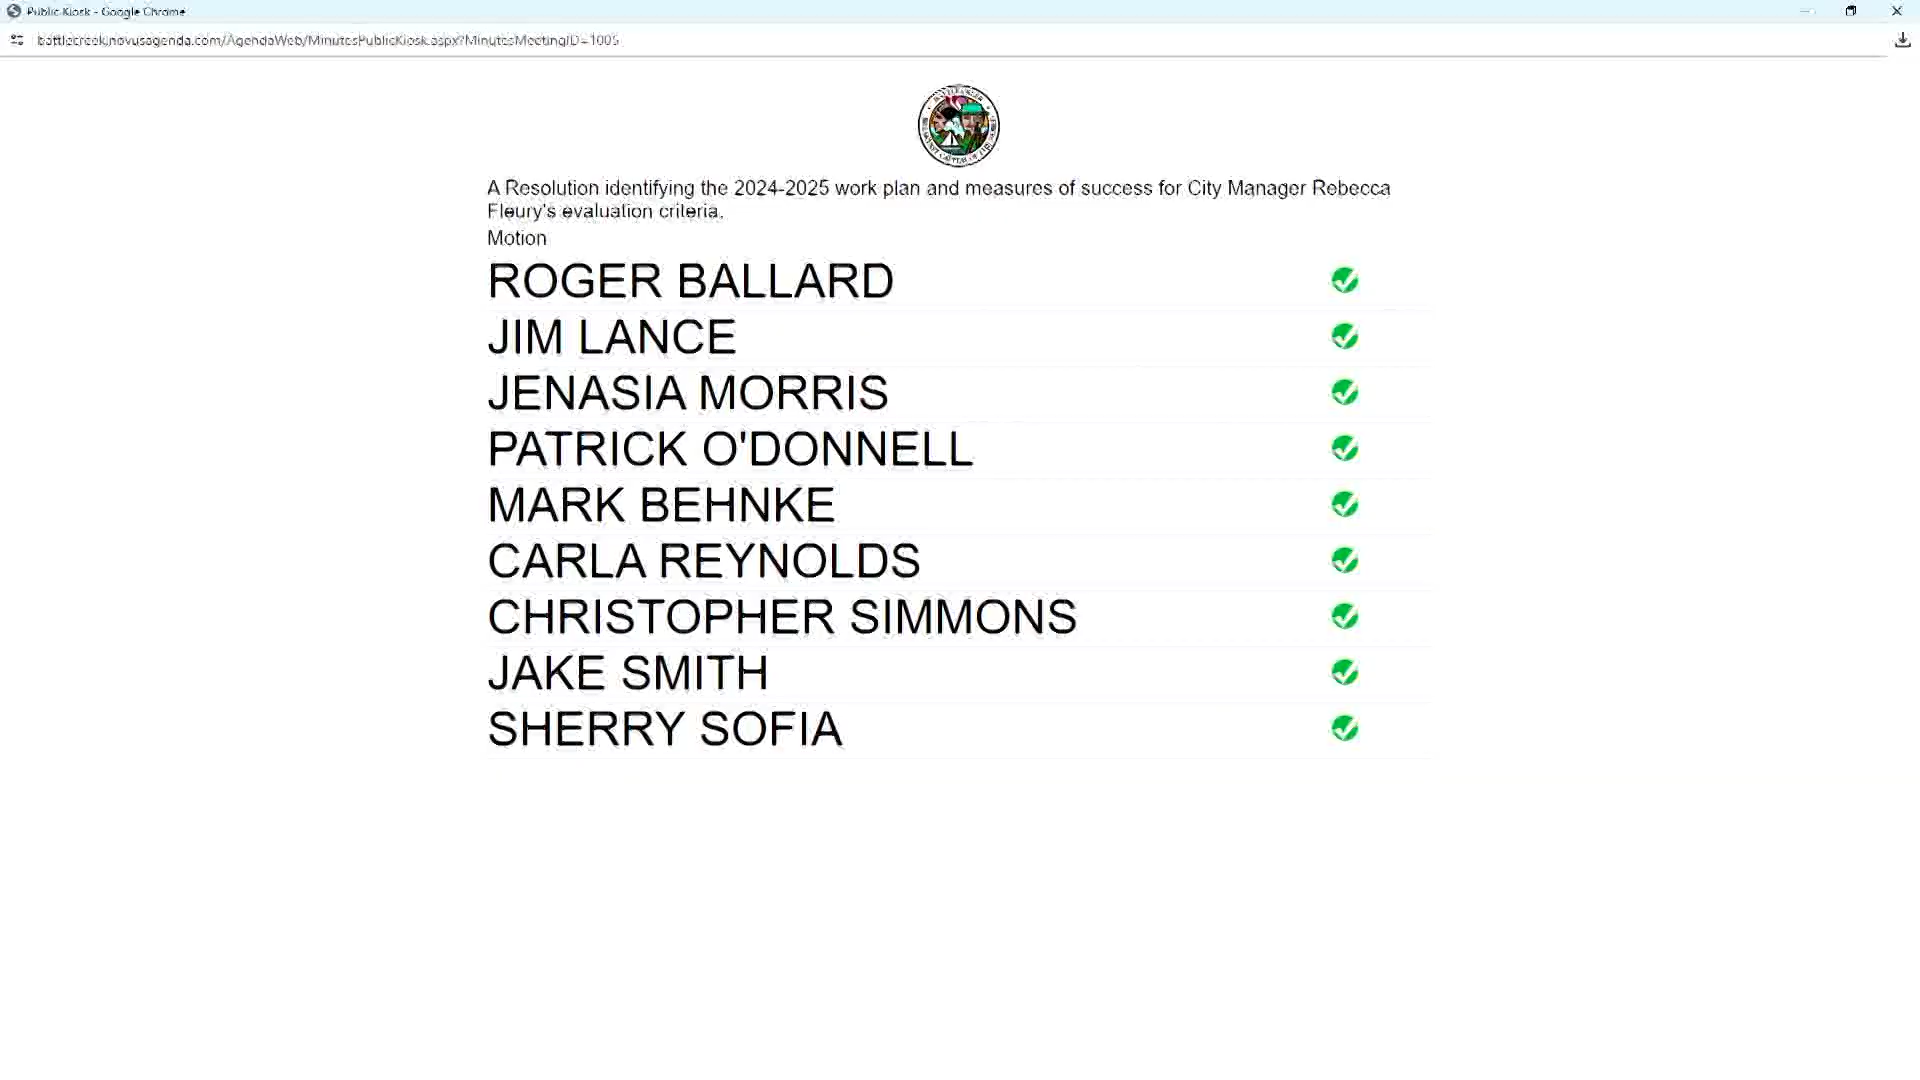 Public Kiosk - Google Chrome
battlecreek.novusagenda.com/AgendaWeb/MinutesPublicKiosk.aspx?MinutesMeetingID=1005
A Resolution identifying the 2024-2025 work plan and measures of success for City Manager Rebecca
Fleury's evaluation criteria.
Motion
ROGER BALLARD
JIM LANCE
JENASIA MORRIS
PATRICK O'DONNELL
MARK BEHNKE
CARLA REYNOLDS
CHRISTOPHER SIMMONS
JAKE SMITH
SHERRY SOFIA